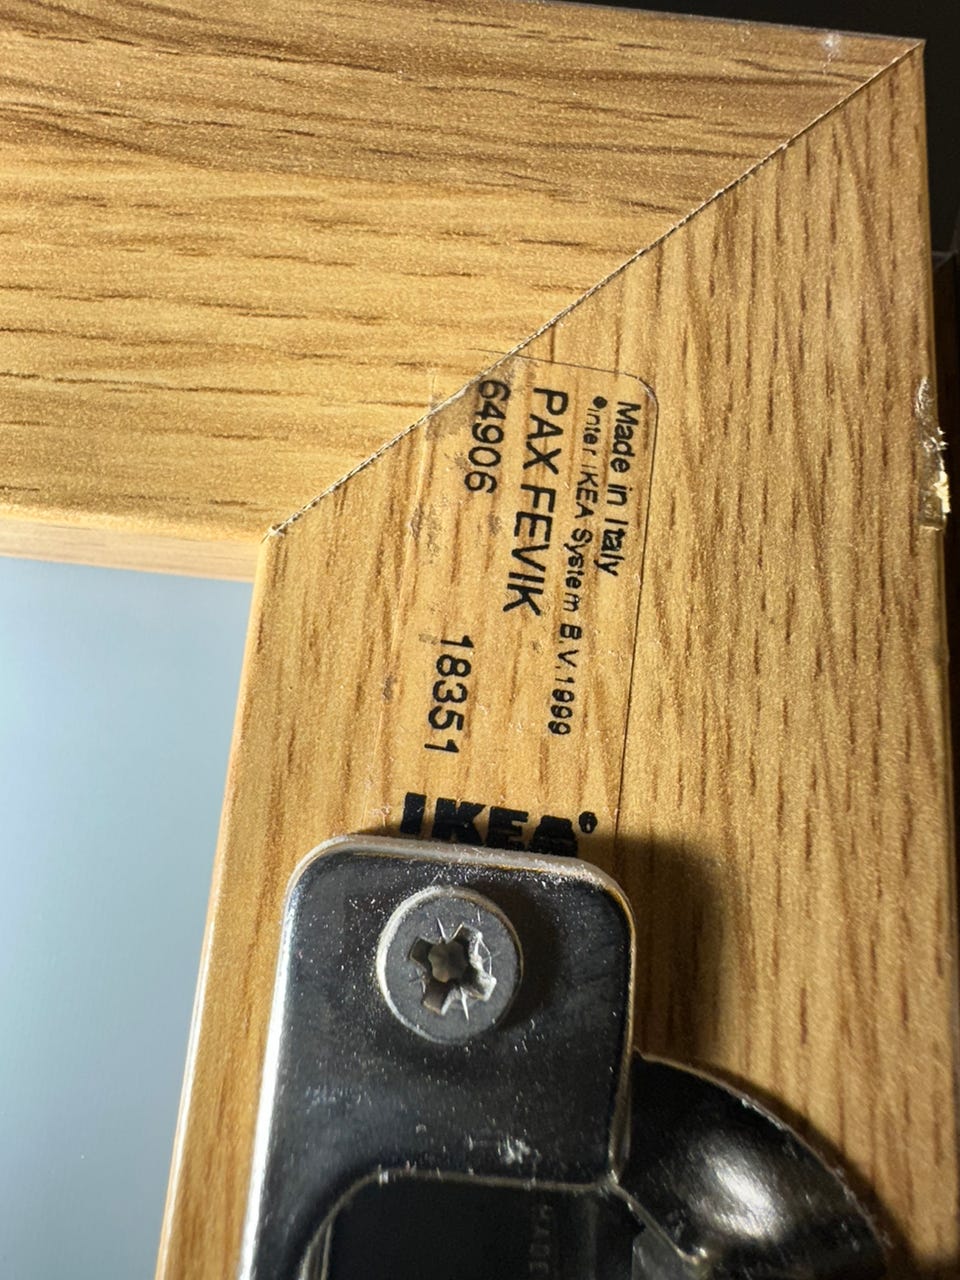 Made in Italy
©Inter IKEA System B.V.1999
PAX FEVIK
64906
18351
IKEA®